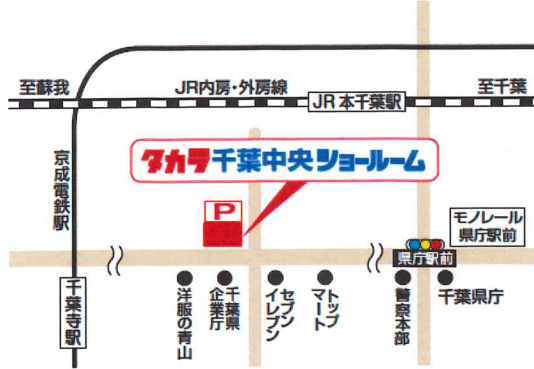 至蘇我
JR内房・外房線
JR 本千葉駅
至千葉
京成電鉄駅
タカラ千葉中央ショールーム
P
モノレール
県庁駅前
県庁駅前
千葉寺駅
洋服の青山
千葉県
企業庁
セブン
イレブン
トップ
マート
警察本部
千葉県庁